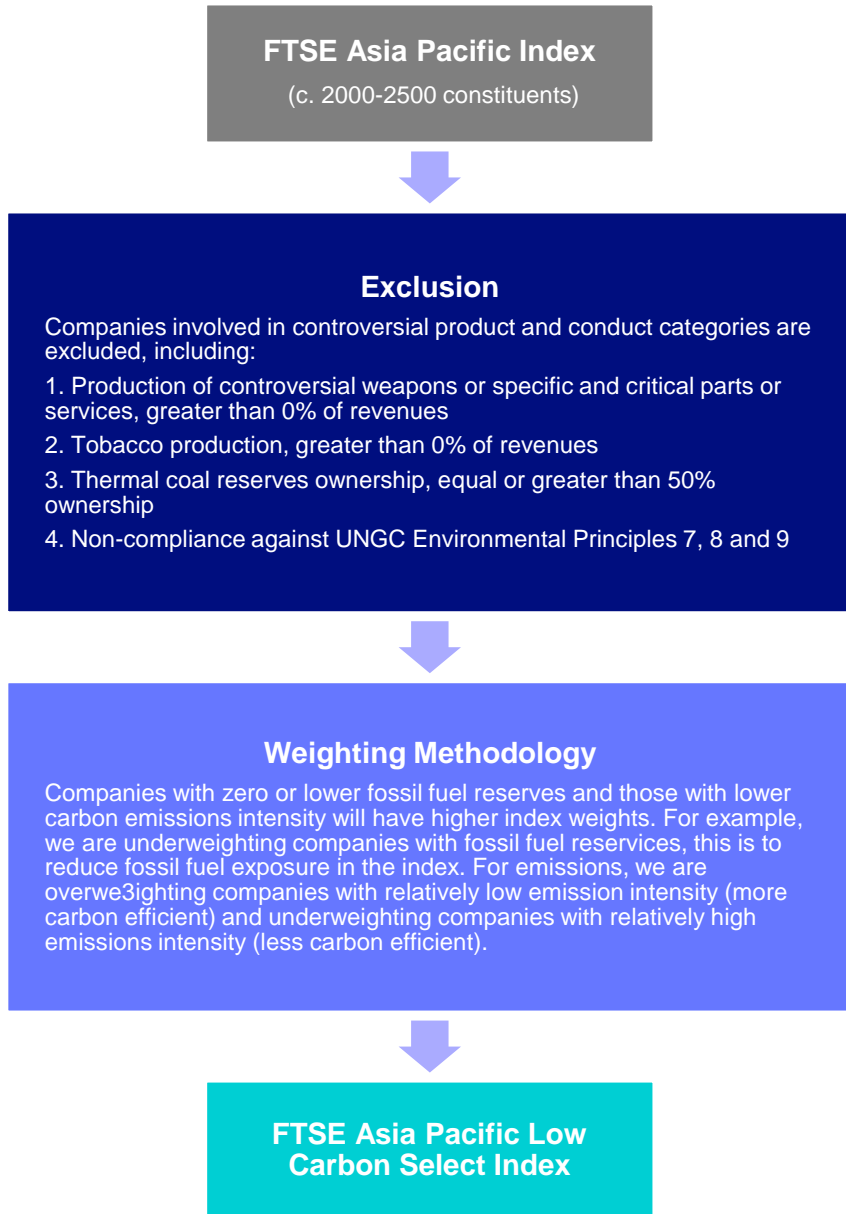 FTSE Asia Pacific Index
(c. 2000-2500 constituents)
Exclusion
Companies involved in controversial product and conduct categories are
excluded, including:
1. Production of controversial weapons or specific and critical parts or
services, greater than 0% of revenues
2. Tobacco production, greater than 0% of revenues
3. Thermal coal reserves ownership, equal or greater than 50%
ownership
4. Non-compliance against UNGC Environmental Principles 7, 8 and 9
Weighting Methodology
Companies with zero or lower fossil fuel reserves and those with lower
carbon emissions intensity will have higher index weights. For example,
we are underweighting companies with fossil fuel reservices, this is to
reduce fossil fuel exposure in the index. For emissions, we are
overwe3ighting companies with relatively low emission intensity (more
carbon efficient) and underweighting companies with relatively high
emissions intensity (less carbon efficient).
FTSE Asia Pacific Low
Carbon Select Index